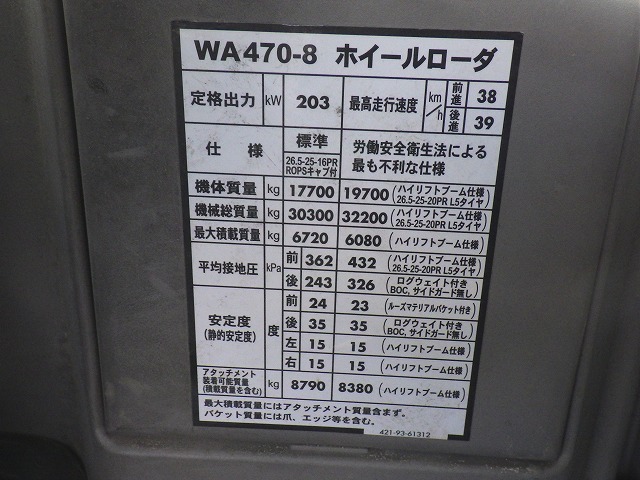 WA470-8 ホイールローダ
定格出力 kW 203 最高走行速度 km/h 前進 38
後進 39
仕様 標準 26.5-25-16PR ROPSキャブ付 労働安全衛生法による最も不利な仕様
機体質量 kg 17700 19700 (ハイリフトブーム仕様 26.5-25-20PR L5タイヤ)
機械総質量 kg 30300 32200 (ハイリフトブーム仕様 26.5-25-20PR L5タイヤ)
最大積載質量 kg 6720 6080 (ハイリフトブーム仕様)
平均接地圧 kPa 前 362 432 (ハイリフトブーム仕様 26.5-25-20PR L5タイヤ)
後 243 326 (ログウェイト付き BOC, サイドガード無し)
安定度 (静的安定度) 度 前 24 23 (ルーズマテリアルバケット付き)
後 35 35 (ログウェイト付き BOC, サイドガード無し)
左 15 15 (ハイリフトブーム仕様)
右 15 15 (ハイリフトブーム仕様)
アタッチメント装着可能質量 (積載質量を含む) kg 8790 8380 (ハイリフトブーム仕様)
最大積載質量にはアタッチメント質量含まず。
バケット質量には爪、エッジ等を含む。
421-93-61312